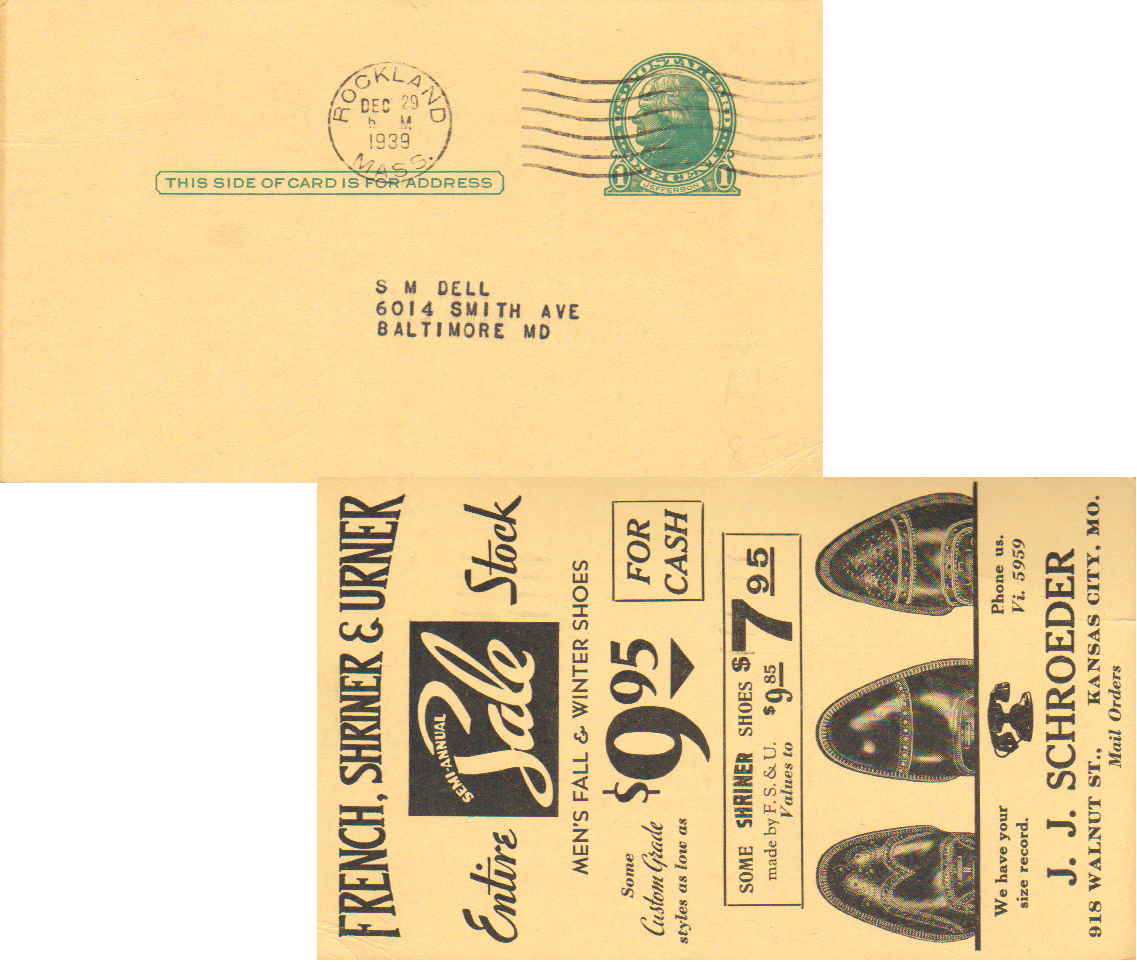 ROCKLAND
DEC 29
M
1939
MASS.
U.S. POSTAL CARD
ONE CENT
1 JEFFERSON 1
THIS SIDE OF CARD IS FOR ADDRESS
S M DELL
6014 SMITH AVE
BALTIMORE MD
FRENCH, SHRINER & URNER
Entire SEMI-ANNUAL Sale Stock
MEN'S FALL & WINTER SHOES
Some
Custom Grade
styles as low as
$9 95
FOR
CASH
SOME SHRINER SHOES $7 95
made by F. S. & U. $9 85
Values to
We have your
size record.
Phone us.
Vi. 5959
J. J. SCHROEDER
918 WALNUT ST., KANSAS CITY, MO.
Mail Orders